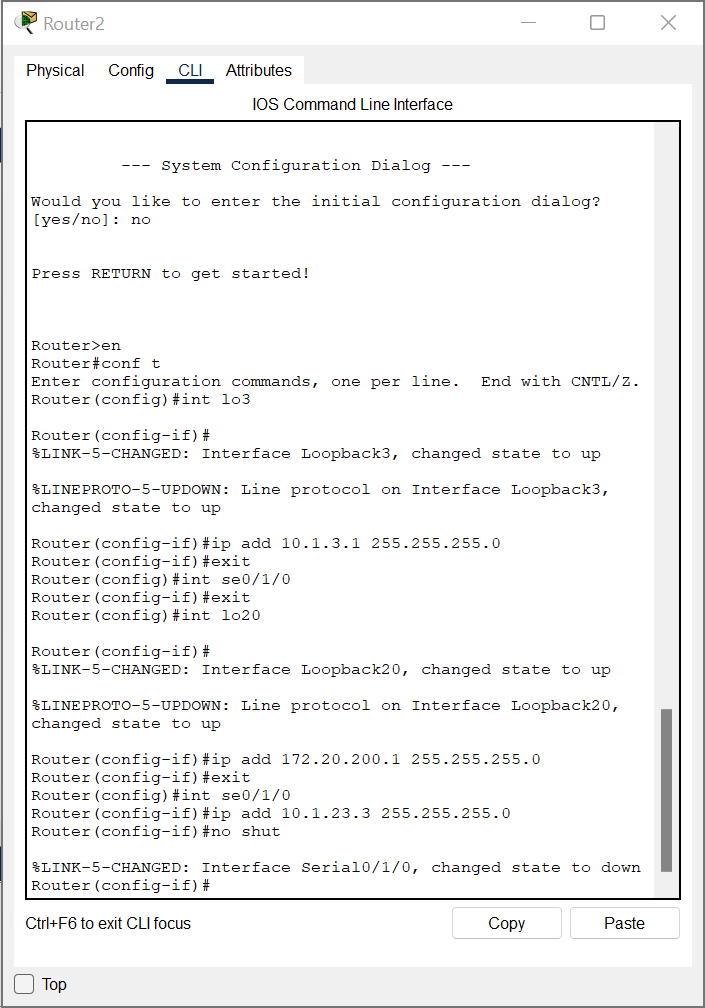 Router2
Physical Config CLI Attributes
IOS Command Line Interface
--- System Configuration Dialog ---
Would you like to enter the initial configuration dialog?
[yes/no]: no
Press RETURN to get started!
Router>en
Router#conf t
Enter configuration commands, one per line.  End with CNTL/Z.
Router(config)#int lo3
Router(config-if)#
%LINK-5-CHANGED: Interface Loopback3, changed state to up
%LINEPROTO-5-UPDOWN: Line protocol on Interface Loopback3,
changed state to up
Router(config-if)#ip add 10.1.3.1 255.255.255.0
Router(config-if)#exit
Router(config)#int se0/1/0
Router(config-if)#exit
Router(config)#int lo20
Router(config-if)#
%LINK-5-CHANGED: Interface Loopback20, changed state to up
%LINEPROTO-5-UPDOWN: Line protocol on Interface Loopback20,
changed state to up
Router(config-if)#ip add 172.20.200.1 255.255.255.0
Router(config-if)#exit
Router(config)#int se0/1/0
Router(config-if)#ip add 10.1.23.3 255.255.255.0
Router(config-if)#no shut
%LINK-5-CHANGED: Interface Serial0/1/0, changed state to down
Router(config-if)#
Ctrl+F6 to exit CLI focus
Copy Paste
Top